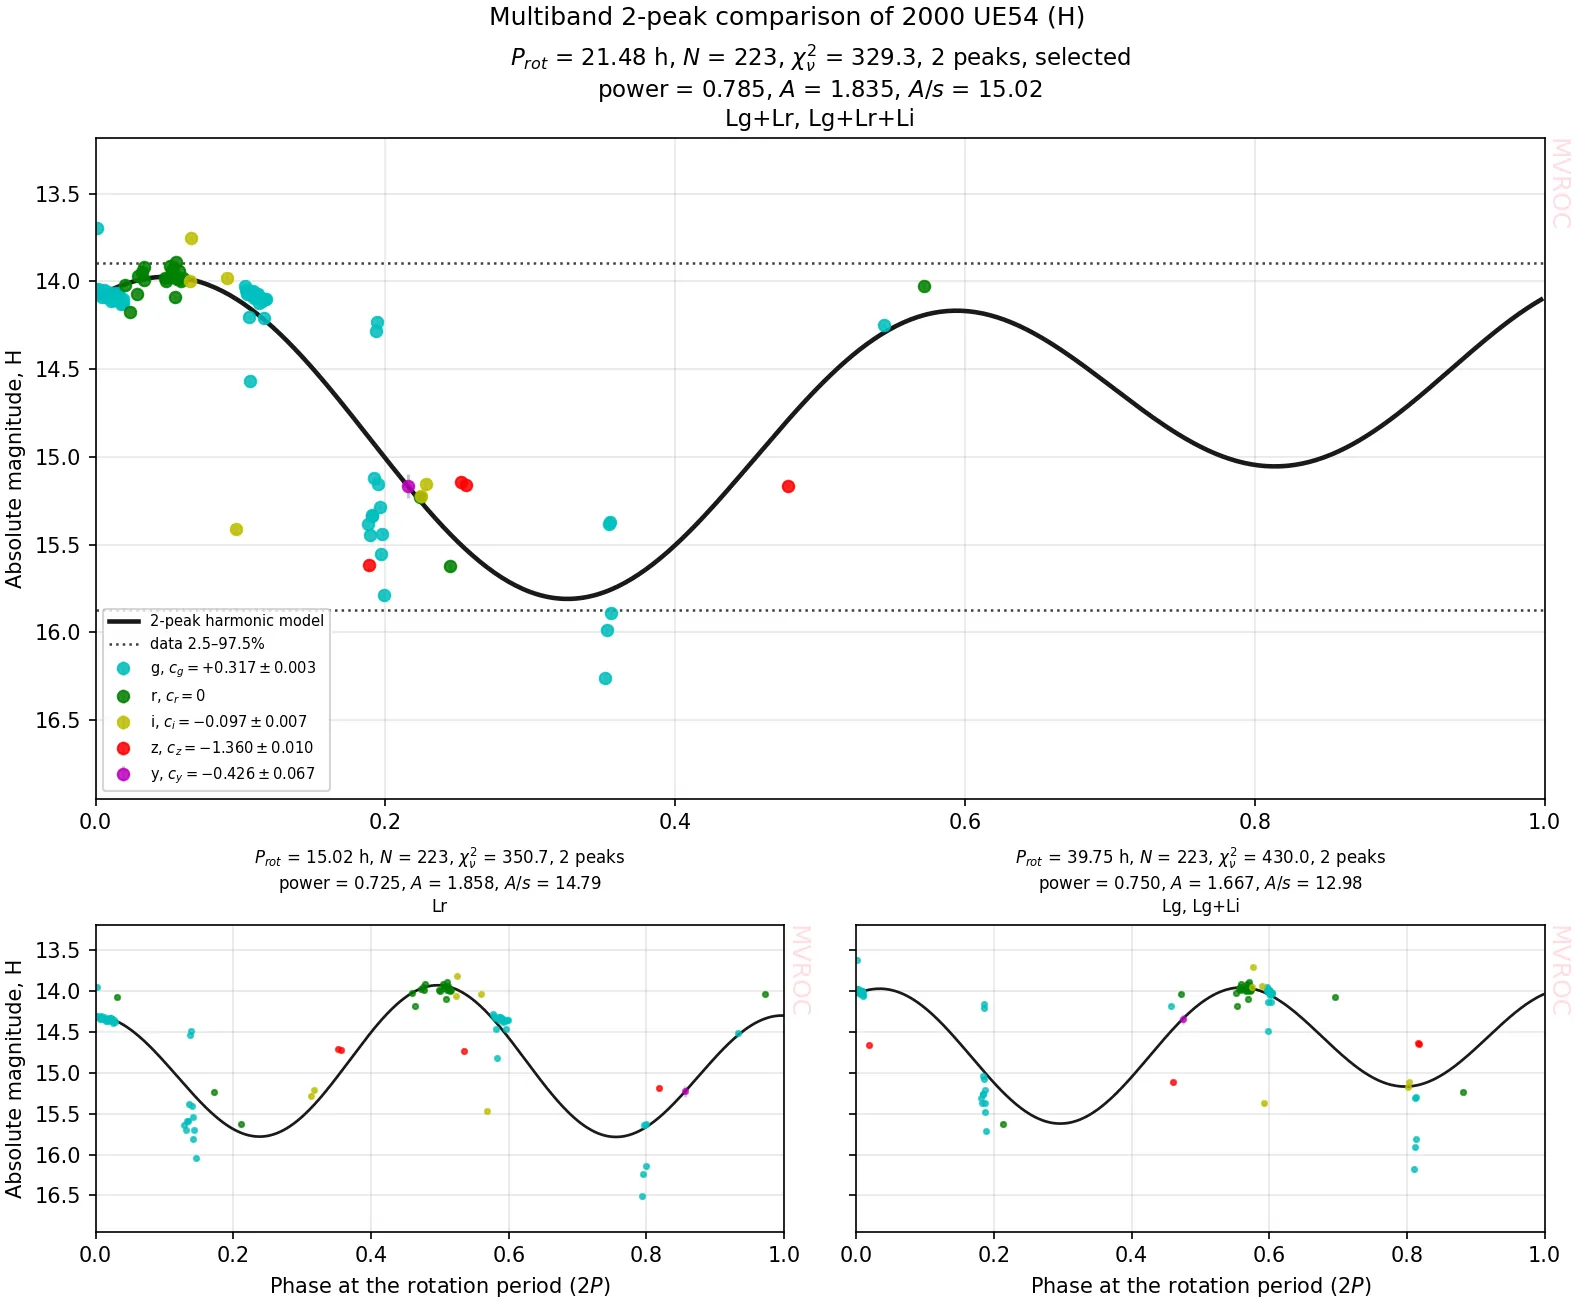 Multiband 2-peak comparison of 2000 UE54 (H)
P_rot = 21.48 h, N = 223, χ²_ν = 329.3, 2 peaks, selected
power = 0.785, A = 1.835, A/s = 15.02
Lg+Lr, Lg+Lr+Li
MVROC
Absolute magnitude, H
13.5
14.0
14.5
15.0
15.5
16.0
16.5
2-peak harmonic model
data 2.5–97.5%
g, c_g = +0.317 ± 0.003
r, c_r = 0
i, c_i = −0.097 ± 0.007
z, c_z = −1.360 ± 0.010
y, c_y = −0.426 ± 0.067
0.0 0.2 0.4 0.6 0.8 1.0
P_rot = 15.02 h, N = 223, χ²_ν = 350.7, 2 peaks
power = 0.725, A = 1.858, A/s = 14.79
Lr
MVROC
Absolute magnitude, H
13.5
14.0
14.5
15.0
15.5
16.0
16.5
0.0 0.2 0.4 0.6 0.8 1.0
Phase at the rotation period (2P)
P_rot = 39.75 h, N = 223, χ²_ν = 430.0, 2 peaks
power = 0.750, A = 1.667, A/s = 12.98
Lg, Lg+Li
MVROC
0.0 0.2 0.4 0.6 0.8 1.0
Phase at the rotation period (2P)